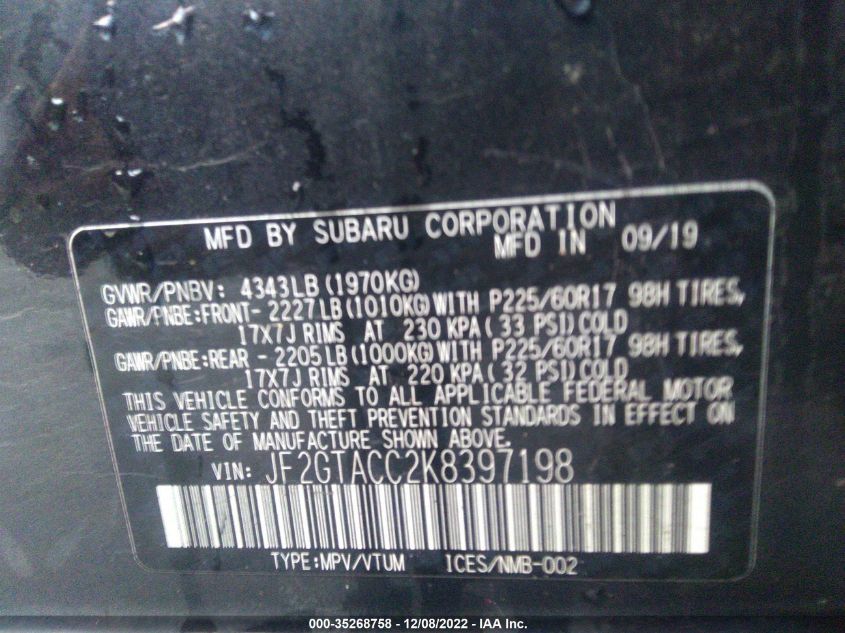 MFD BY SUBARU CORPORATION
MFD IN 09/19
GVWR/PNBV: 4343LB(1970KG)
GAWR/PNBE:FRONT- 2227LB(1010KG)WITH P225/60R17 98H TIRES,
17X7J RIMS AT 230 KPA( 33 PSI)COLD
GAWR/PNBE:REAR - 2205LB(1000KG)WITH P225/60R17 98H TIRES,
17X7J RIMS AT 220 KPA( 32 PSI)COLD
THIS VEHICLE CONFORMS TO ALL APPLICABLE FEDERAL MOTOR
VEHICLE SAFETY AND THEFT PREVENTION STANDARDS IN EFFECT ON
THE DATE OF MANUFACTURE SHOWN ABOVE.
VIN: JF2GTACC2K8397198
TYPE:MPV/VTUM ICES/NMB-002
000-35268758 - 12/08/2022 - IAA Inc.